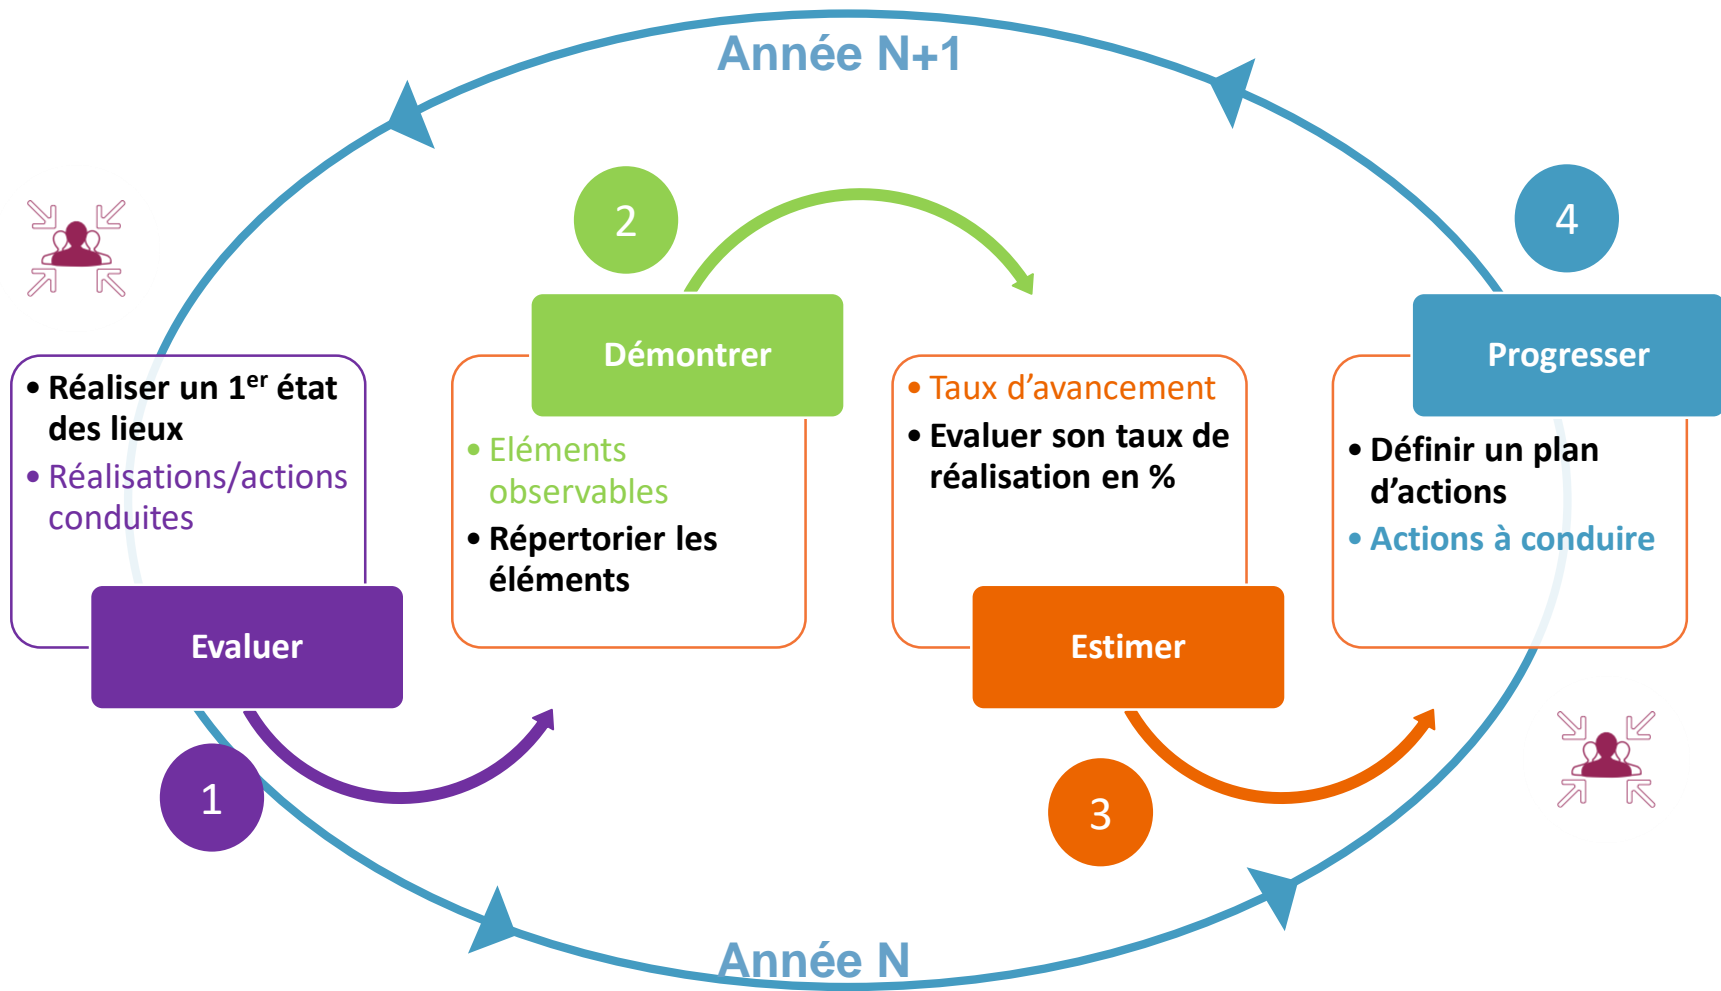 Année N+1
1
Evaluer
• Réaliser un 1er état
des lieux
• Réalisations/actions
conduites
2
Démontrer
• Eléments
observables
• Répertorier les
éléments
3
Estimer
• Taux d’avancement
• Evaluer son taux de
réalisation en %
4
Progresser
• Définir un plan
d’actions
• Actions à conduire
Année N